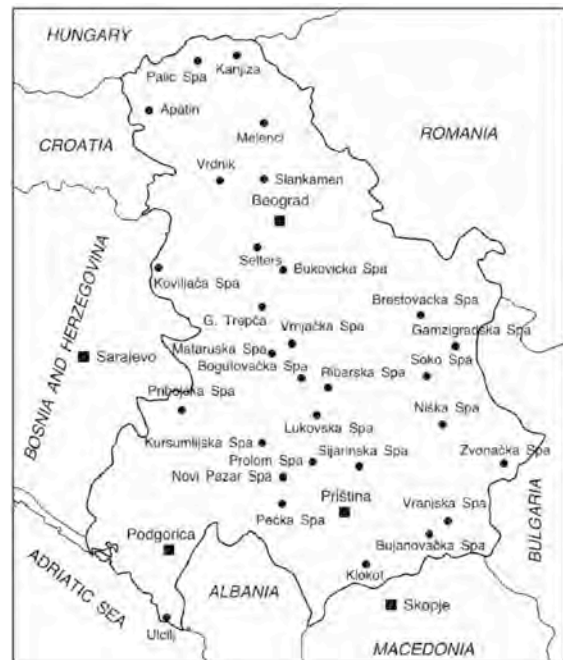 HUNGARY
Palic Spa
Kanjiza
Apatin
CROATIA
Melenci
ROMANIA
Vrdnik
Slankamen
Beograd
Selters
Bukovicka Spa
Koviljača Spa
BOSNIA AND HERZEGOVINA
G. Trepča
Brestovacka Spa
Vrnjačka Spa
Gamzigradska Spa
Mataruska Spa
Sarajevo
Bogutovačka Spa
Soko Spa
Ribarska Spa
Pribojska Spa
Niška Spa
Lukovska Spa
Kursumlijska Spa
Sijarinska Spa
Zvonačka Spa
Prolom Spa
Novi Pazar Spa
Priština
Vranjska Spa
Pečka Spa
BULGARIA
Podgorica
Bujanovačka Spa
ADRIATIC SEA
ALBANIA
Klokot
Skopje
Ulcilj
MACEDONIA